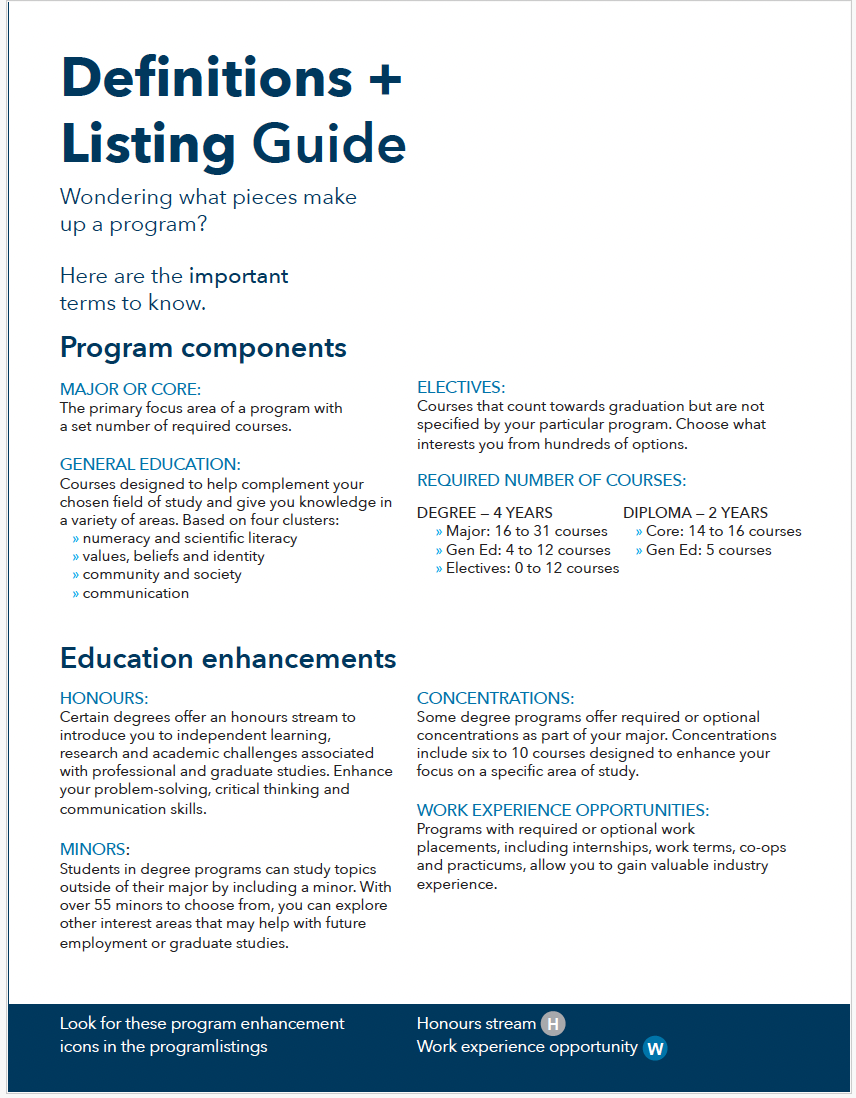 Definitions +
Listing Guide
Wondering what pieces make
up a program?
Here are the important
terms to know.
Program components
MAJOR OR CORE:
The primary focus area of a program with
a set number of required courses.
GENERAL EDUCATION:
Courses designed to help complement your
chosen field of study and give you knowledge in
a variety of areas. Based on four clusters:
» numeracy and scientific literacy
» values, beliefs and identity
» community and society
» communication
ELECTIVES:
Courses that count towards graduation but are not
specified by your particular program. Choose what
interests you from hundreds of options.
REQUIRED NUMBER OF COURSES:
DEGREE – 4 YEARS
» Major: 16 to 31 courses
» Gen Ed: 4 to 12 courses
» Electives: 0 to 12 courses
DIPLOMA – 2 YEARS
» Core: 14 to 16 courses
» Gen Ed: 5 courses
Education enhancements
HONOURS:
Certain degrees offer an honours stream to
introduce you to independent learning,
research and academic challenges associated
with professional and graduate studies. Enhance
your problem-solving, critical thinking and
communication skills.
MINORS:
Students in degree programs can study topics
outside of their major by including a minor. With
over 55 minors to choose from, you can explore
other interest areas that may help with future
employment or graduate studies.
CONCENTRATIONS:
Some degree programs offer required or optional
concentrations as part of your major. Concentrations
include six to 10 courses designed to enhance your
focus on a specific area of study.
WORK EXPERIENCE OPPORTUNITIES:
Programs with required or optional work
placements, including internships, work terms, co-ops
and practicums, allow you to gain valuable industry
experience.
Look for these program enhancement
icons in the programlistings
Honours stream H
Work experience opportunity W